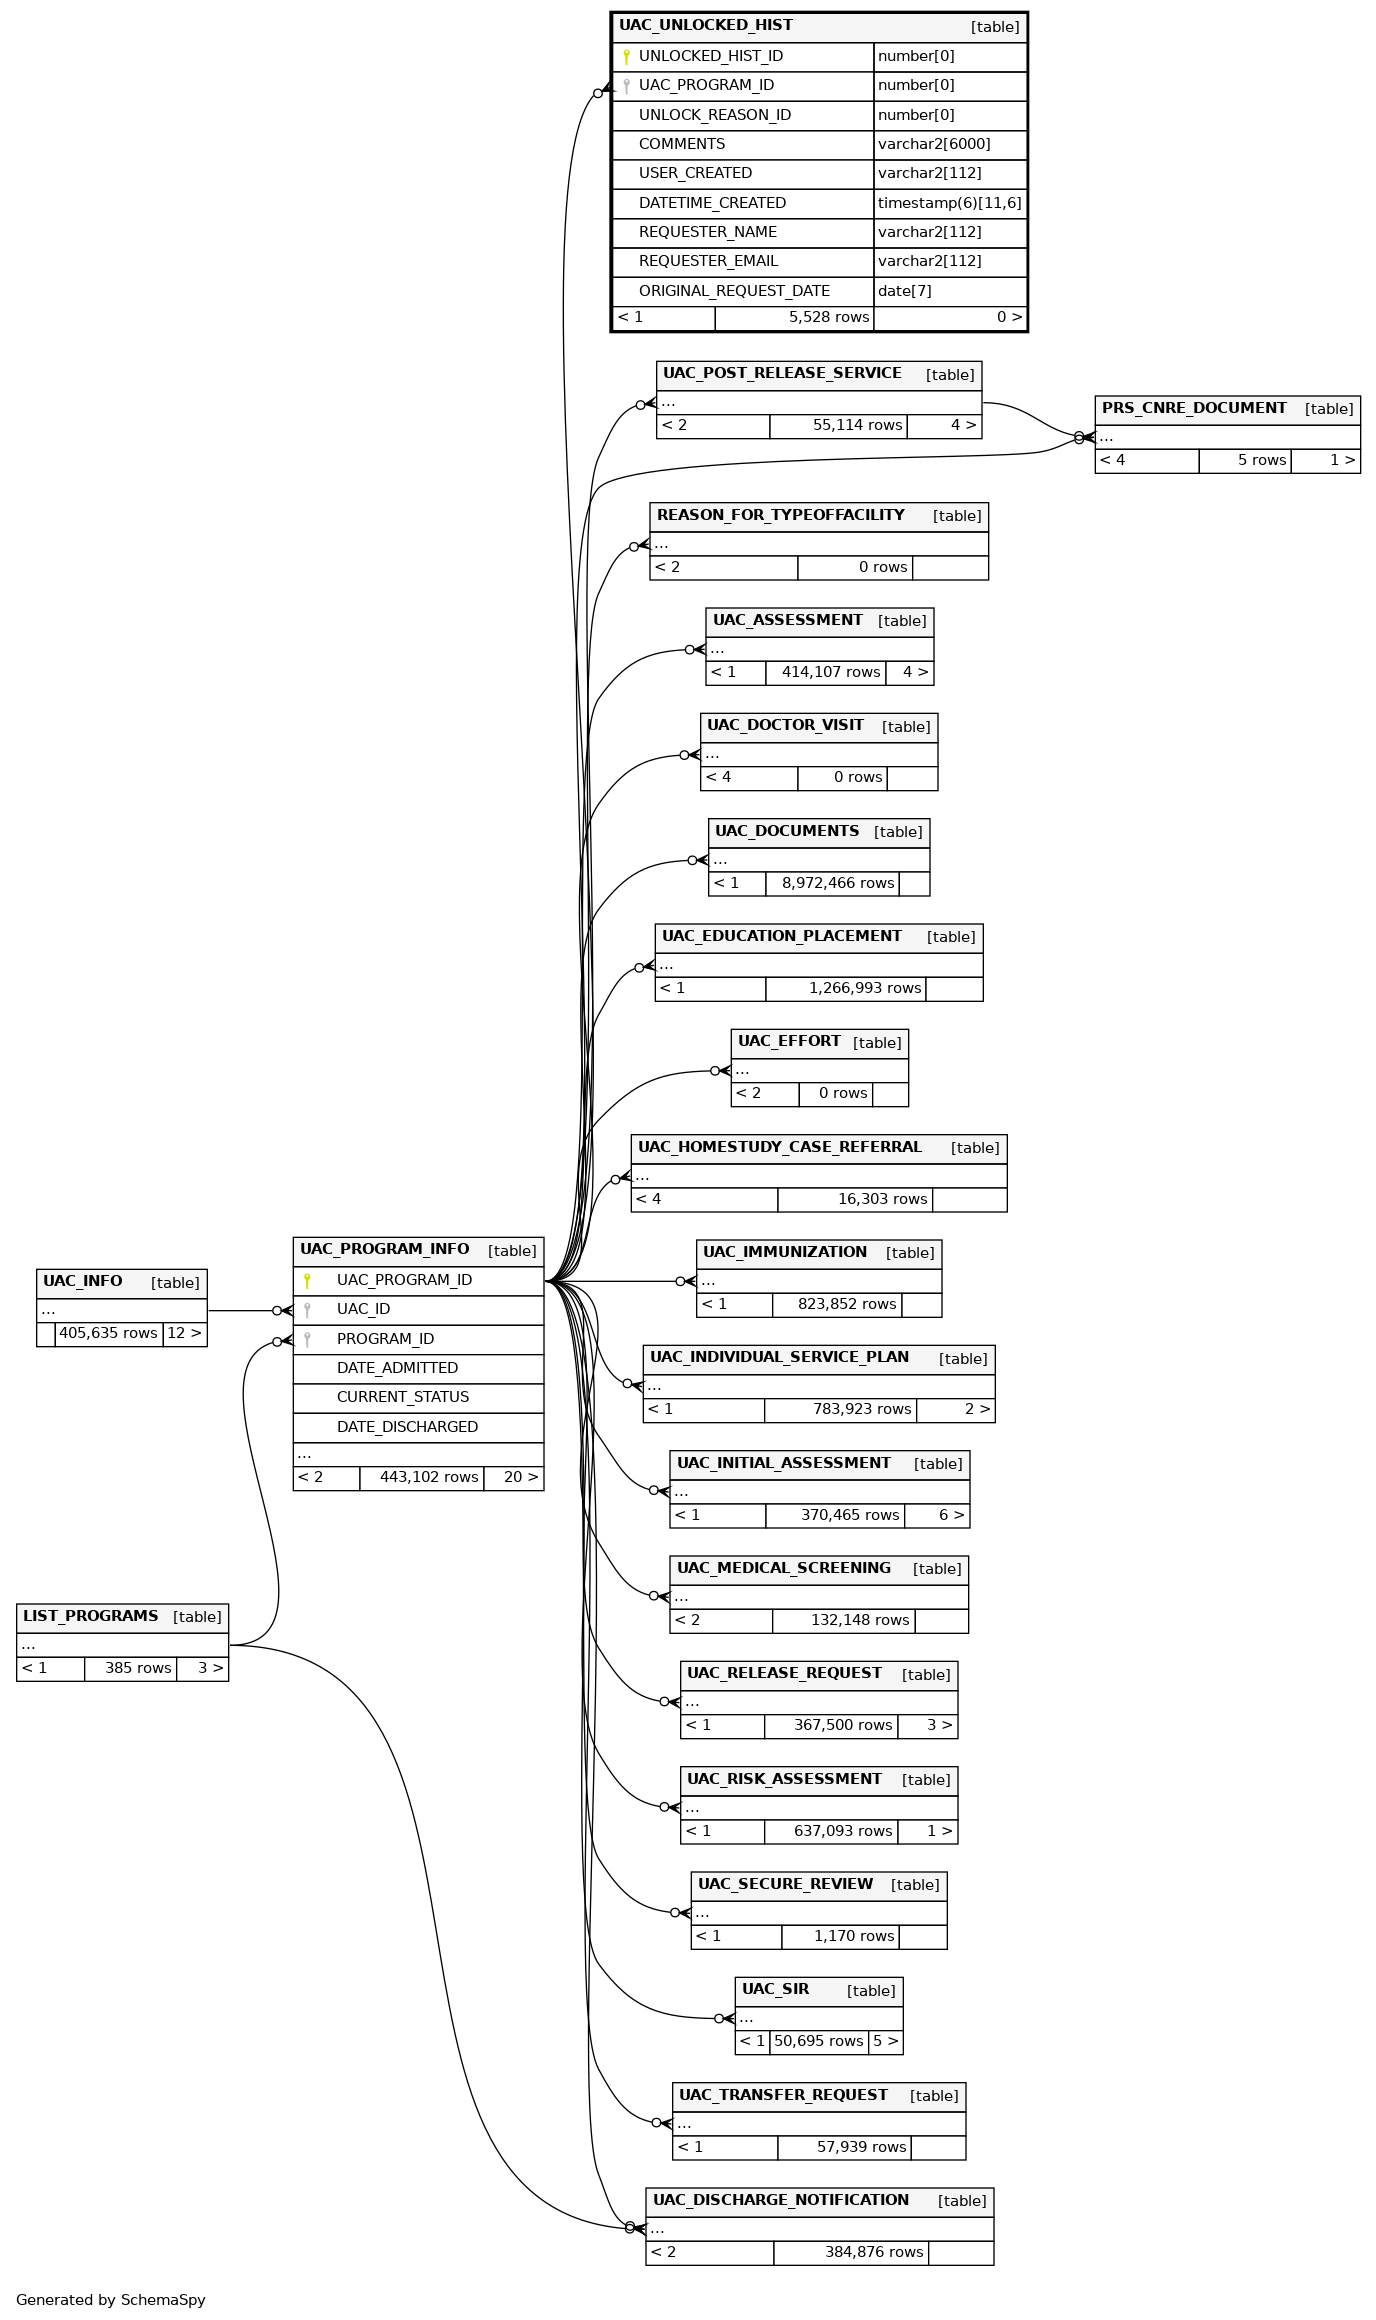 UAC_UNLOCKED_HIST [table]
UNLOCKED_HIST_ID number[0]
UAC_PROGRAM_ID number[0]
UNLOCK_REASON_ID number[0]
COMMENTS varchar2[6000]
USER_CREATED varchar2[112]
DATETIME_CREATED timestamp(6)[11,6]
REQUESTER_NAME varchar2[112]
REQUESTER_EMAIL varchar2[112]
ORIGINAL_REQUEST_DATE date[7]
< 1 5,528 rows 0 >
UAC_POST_RELEASE_SERVICE [table]
...
< 2 55,114 rows 4 >
PRS_CNRE_DOCUMENT [table]
...
< 4 5 rows 1 >
REASON_FOR_TYPEOFFACILITY [table]
...
< 2 0 rows
UAC_ASSESSMENT [table]
...
< 1 414,107 rows 4 >
UAC_DOCTOR_VISIT [table]
...
< 4 0 rows
UAC_DOCUMENTS [table]
...
< 1 8,972,466 rows
UAC_EDUCATION_PLACEMENT [table]
...
< 1 1,266,993 rows
UAC_EFFORT [table]
...
< 2 0 rows
UAC_HOMESTUDY_CASE_REFERRAL [table]
...
< 4 16,303 rows
UAC_PROGRAM_INFO [table]
UAC_PROGRAM_ID
UAC_ID
PROGRAM_ID
DATE_ADMITTED
CURRENT_STATUS
DATE_DISCHARGED
...
< 2 443,102 rows 20 >
UAC_INFO [table]
...
405,635 rows 12 >
UAC_IMMUNIZATION [table]
...
< 1 823,852 rows
UAC_INDIVIDUAL_SERVICE_PLAN [table]
...
< 1 783,923 rows 2 >
UAC_INITIAL_ASSESSMENT [table]
...
< 1 370,465 rows 6 >
UAC_MEDICAL_SCREENING [table]
...
< 2 132,148 rows
LIST_PROGRAMS [table]
...
< 1 385 rows 3 >
UAC_RELEASE_REQUEST [table]
...
< 1 367,500 rows 3 >
UAC_RISK_ASSESSMENT [table]
...
< 1 637,093 rows 1 >
UAC_SECURE_REVIEW [table]
...
< 1 1,170 rows
UAC_SIR [table]
...
< 1 50,695 rows 5 >
UAC_TRANSFER_REQUEST [table]
...
< 1 57,939 rows
UAC_DISCHARGE_NOTIFICATION [table]
...
< 2 384,876 rows
Generated by SchemaSpy